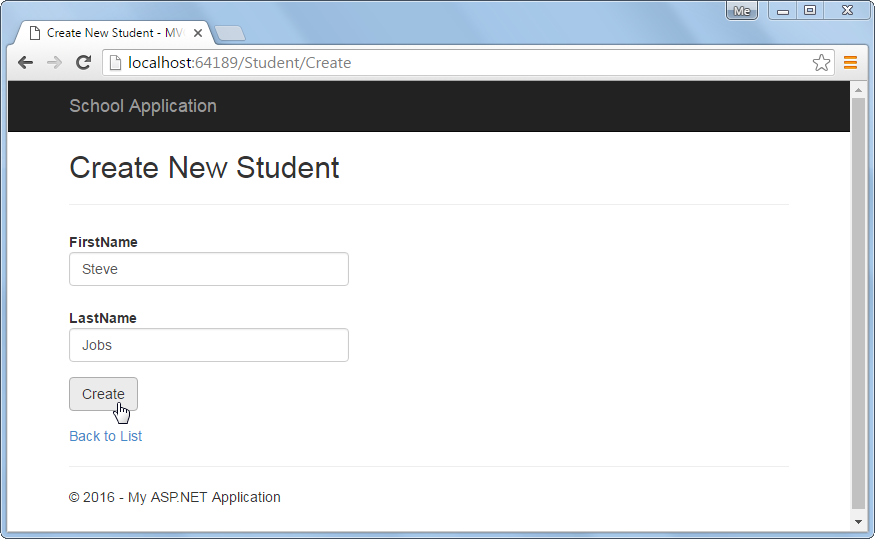 Me
Create New Student - MV
localhost:64189/Student/Create
School Application
Create New Student
FirstName
Steve
LastName
Jobs
Create
Back to List
© 2016 - My ASP.NET Application